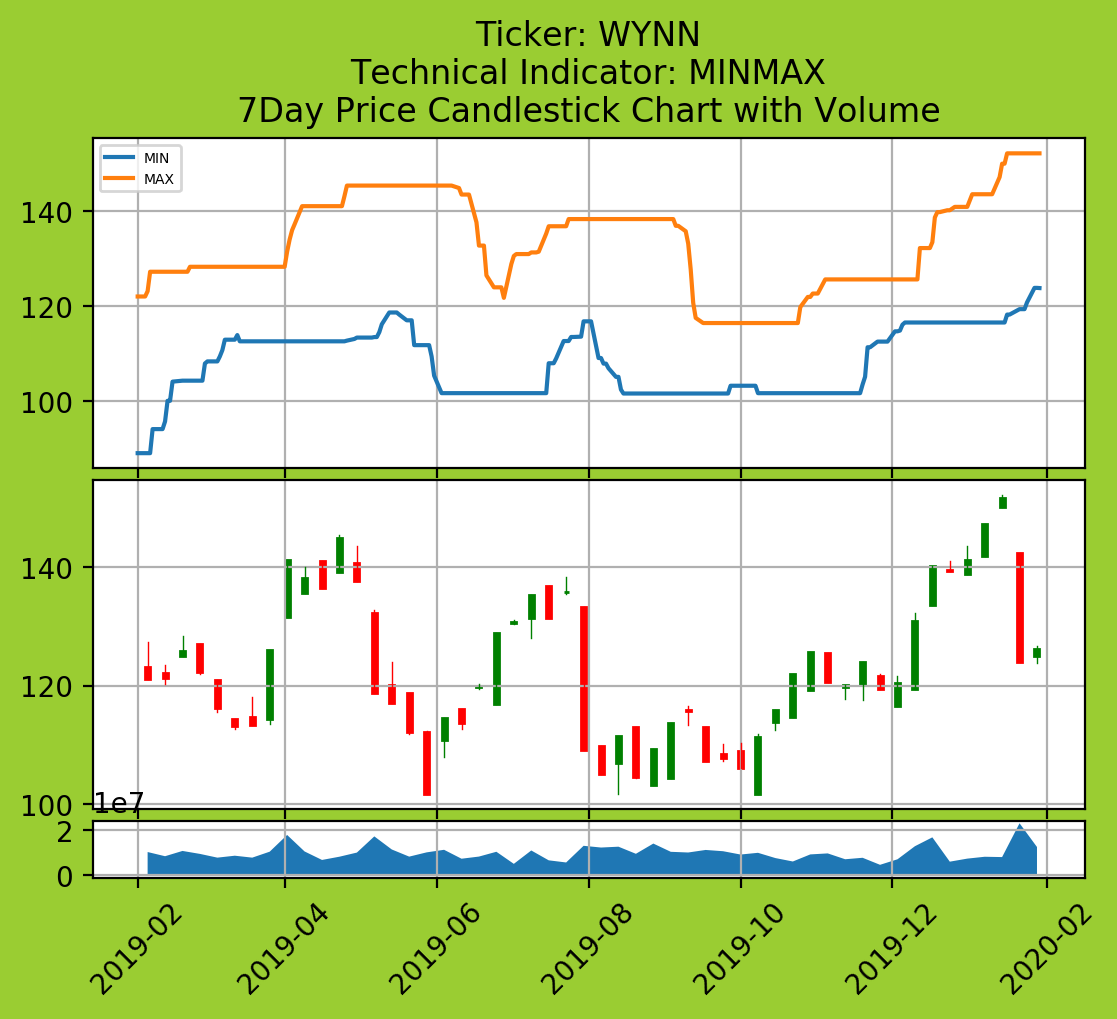 Ticker: WYNN
Technical Indicator: MINMAX
7Day Price Candlestick Chart with Volume
MIN
MAX
140
120
100
140
120
100
1e7
2
0
2019-02
2019-04
2019-06
2019-08
2019-10
2019-12
2020-02